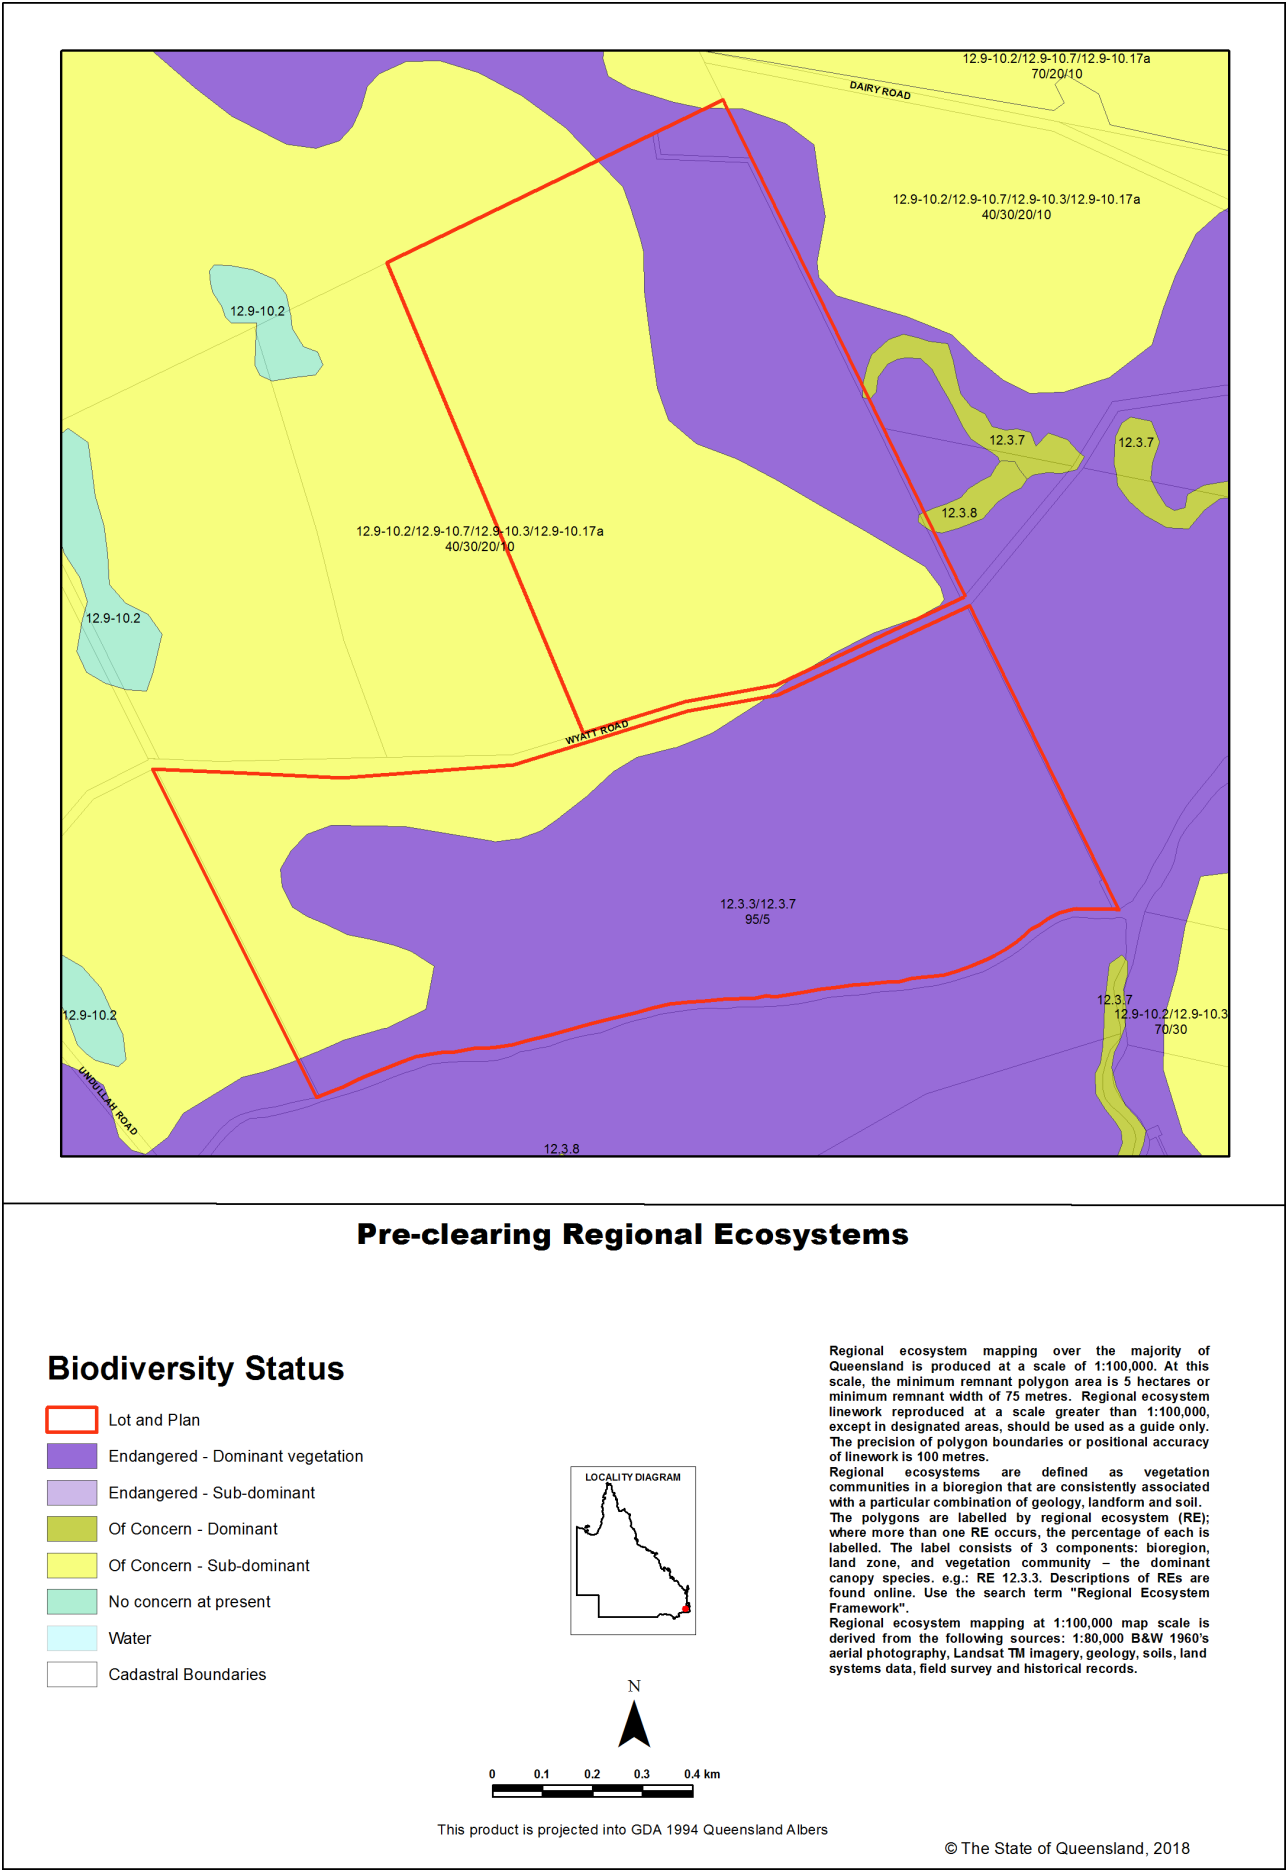 12.9-10.2/12.9-10.7/12.9-10.17a
70/20/10
DAIRY ROAD
12.9-10.2/12.9-10.7/12.9-10.3/12.9-10.17a
40/30/20/10
12.9-10.2
12.3.7
12.3.7
12.3.8
12.9-10.2/12.9-10.7/12.9-10.3/12.9-10.17a
40/30/20/10
12.9-10.2
WYATT ROAD
12.3.3/12.3.7
95/5
12.3.7
12.9-10.2
12.9-10.2/12.9-10.3
70/30
UNDULLAH ROAD
12.3.8
Pre-clearing Regional Ecosystems
Biodiversity Status
Lot and Plan
Endangered - Dominant vegetation
Endangered - Sub-dominant
Of Concern - Dominant
Of Concern - Sub-dominant
No concern at present
Water
Cadastral Boundaries
LOCALITY DIAGRAM
N
0 0.1 0.2 0.3 0.4 km
This product is projected into GDA 1994 Queensland Albers
Regional ecosystem mapping over the majority of
Queensland is produced at a scale of 1:100,000. At this
scale, the minimum remnant polygon area is 5 hectares or
minimum remnant width of 75 metres. Regional ecosystem
linework reproduced at a scale greater than 1:100,000,
except in designated areas, should be used as a guide only.
The precision of polygon boundaries or positional accuracy
of linework is 100 metres.
Regional ecosystems are defined as vegetation
communities in a bioregion that are consistently associated
with a particular combination of geology, landform and soil.
The polygons are labelled by regional ecosystem (RE);
where more than one RE occurs, the percentage of each is
labelled. The label consists of 3 components: bioregion,
land zone, and vegetation community – the dominant
canopy species. e.g.: RE 12.3.3. Descriptions of REs are
found online. Use the search term "Regional Ecosystem
Framework".
Regional ecosystem mapping at 1:100,000 map scale is
derived from the following sources: 1:80,000 B&W 1960's
aerial photography, Landsat TM imagery, geology, soils, land
systems data, field survey and historical records.
© The State of Queensland, 2018